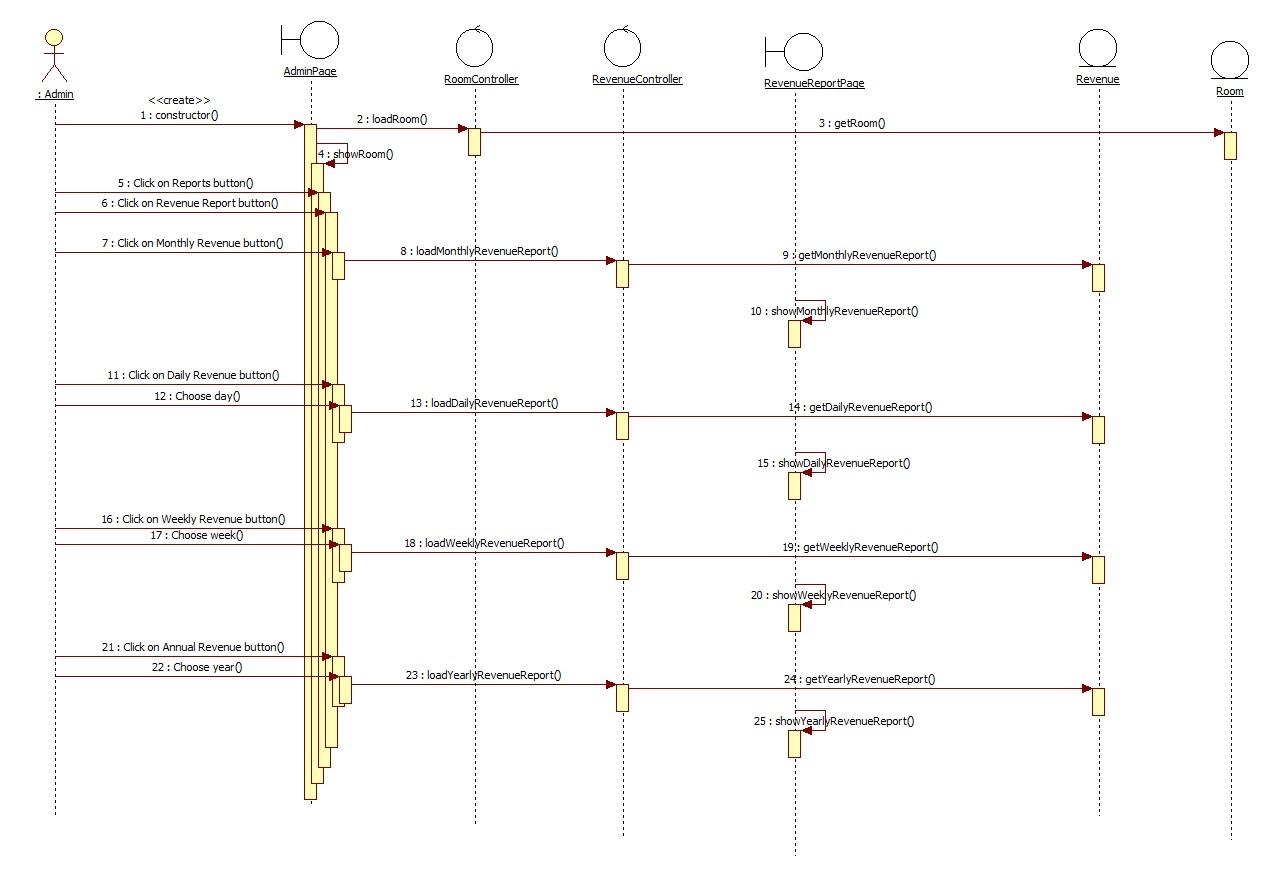 AdminPage
RoomController
RevenueController
RevenueReportPage
Revenue
Room
: Admin
<<create>>
1 : constructor()
2 : loadRoom()
3 : getRoom()
4 : showRoom()
5 : Click on Reports button()
6 : Click on Revenue Report button()
7 : Click on Monthly Revenue button()
8 : loadMonthlyRevenueReport()
9 : getMonthlyRevenueReport()
10 : showMonthlyRevenueReport()
11 : Click on Daily Revenue button()
12 : Choose day()
13 : loadDailyRevenueReport()
14 : getDailyRevenueReport()
15 : showDailyRevenueReport()
16 : Click on Weekly Revenue button()
17 : Choose week()
18 : loadWeeklyRevenueReport()
19 : getWeeklyRevenueReport()
20 : showWeeklyRevenueReport()
21 : Click on Annual Revenue button()
22 : Choose year()
23 : loadYearlyRevenueReport()
24 : getYearlyRevenueReport()
25 : showYearlyRevenueReport()